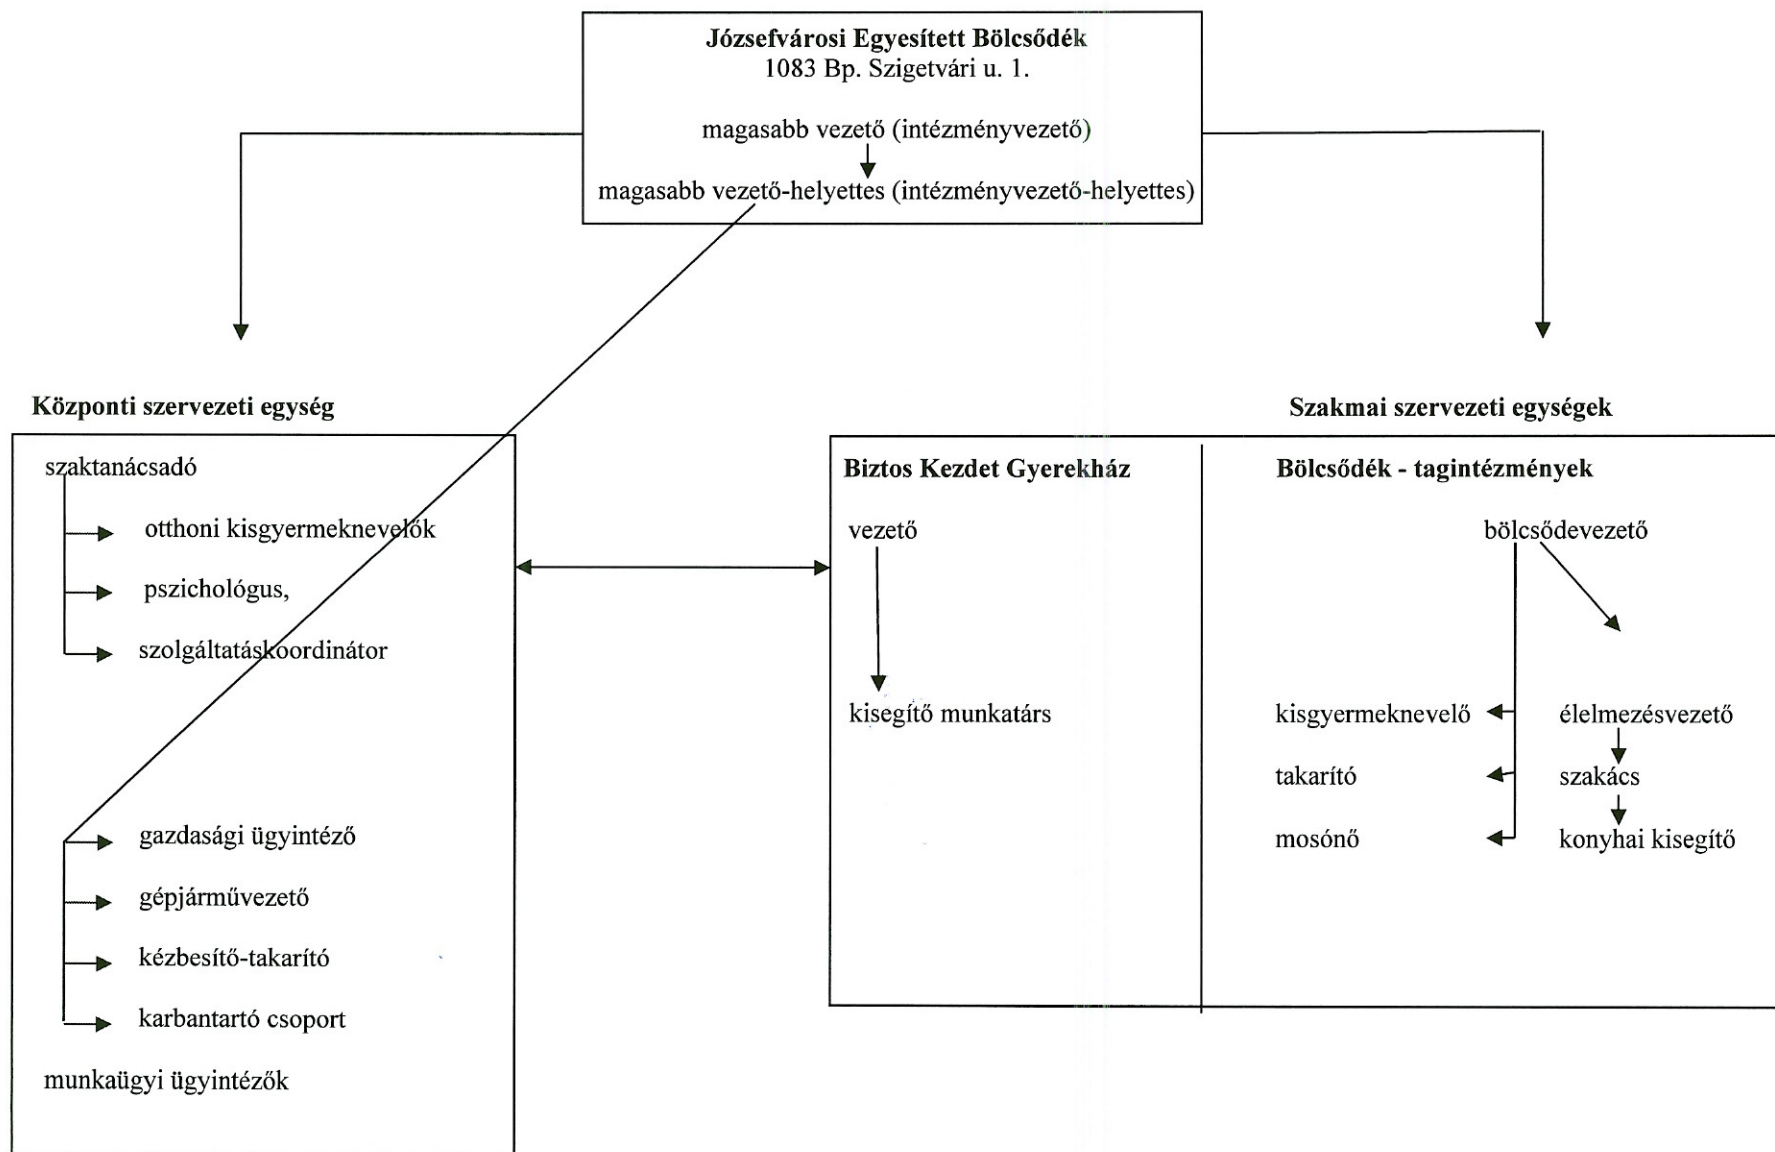 Józsefvárosi Egyesített Bölcsődék
1083 Bp. Szigetvári u. 1.
magasabb vezető (intézményvezető)
magasabb vezető-helyettes (intézményvezető-helyettes)
Központi szervezeti egység
szaktanácsadó
otthoni kisgyermeknevelők
pszichológus,
szolgáltatáskoordinátor
gazdasági ügyintéző
gépjárművezető
kézbesítő-takarító
karbantartó csoport
munkaügyi ügyintézők
Szakmai szervezeti egységek
Biztos Kezdet Gyerekház
vezető
kisegítő munkatárs
Bölcsődék - tagintézmények
bölcsődevezető
kisgyermeknevelő
takarító
mosónő
élelmezésvezető
szakács
konyhai kisegítő